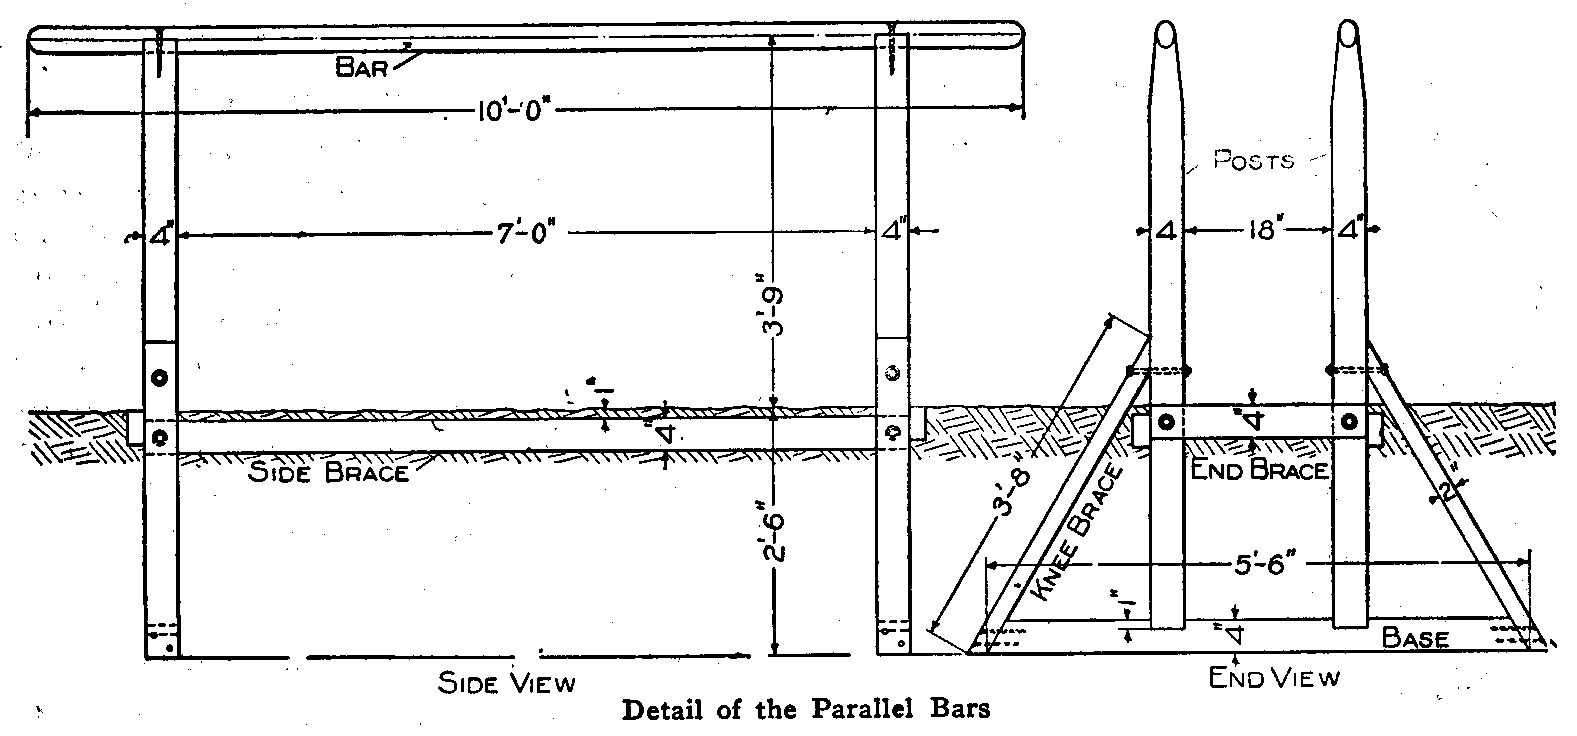 BAR
10'-0"
POSTS
4"
7'-0"
4"
4
18"
4"
3'-9"
1"
4"
4"
SIDE BRACE
END BRACE
3'-8"
KNEE BRACE
2"
2'-6"
5'-6"
1"
4"
BASE
SIDE VIEW
END VIEW
Detail of the Parallel Bars